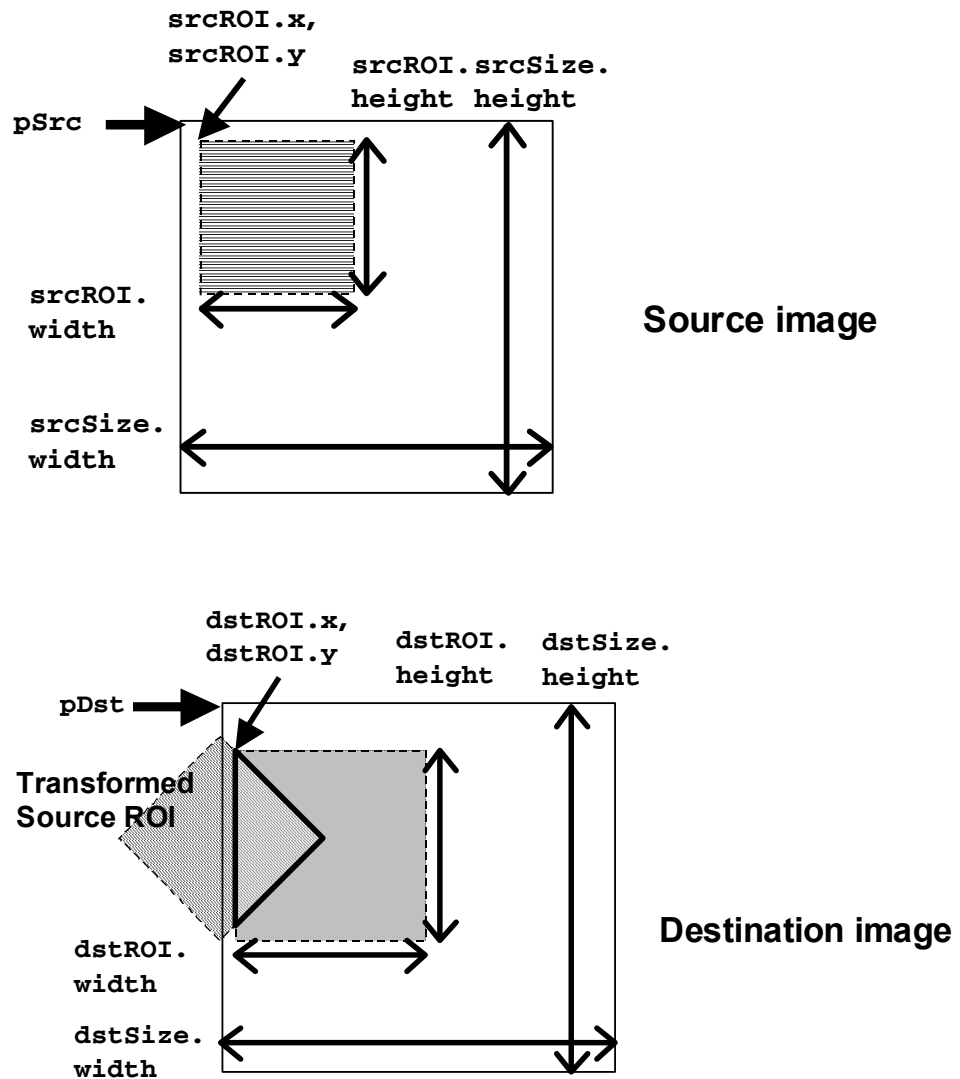 srcROI.x,
srcROI.y
srcROI.
height
srcSize.
height
pSrc
srcROI.
width
Source image
srcSize.
width
dstROI.x,
dstROI.y
dstROI.
height
dstSize.
height
pDst
Transformed
Source ROI
Destination image
dstROI.
width
dstSize.
width